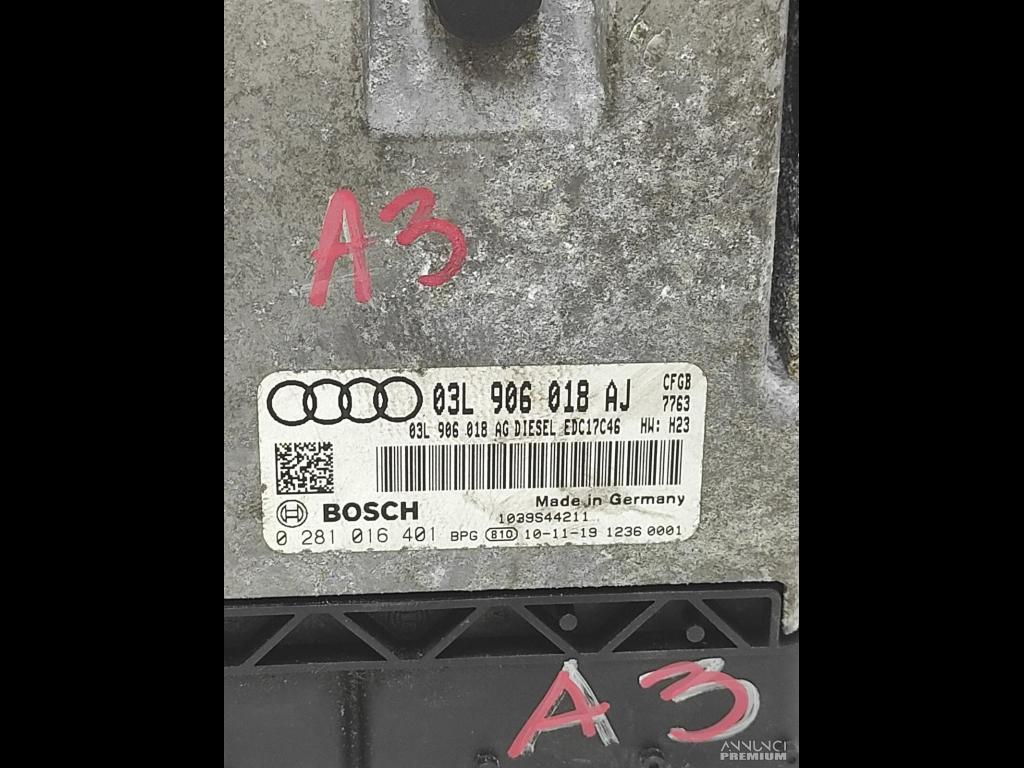 A3
03L 906 018 AJ
CFGB
7763
03L 906 018 AG DIESEL EDC17C46 HW: H23
Made in Germany
BOSCH
1039S44211
0 281 016 401 BPG 810 10-11-19 1236 0001
A3
ANNUNCI
PREMIUM